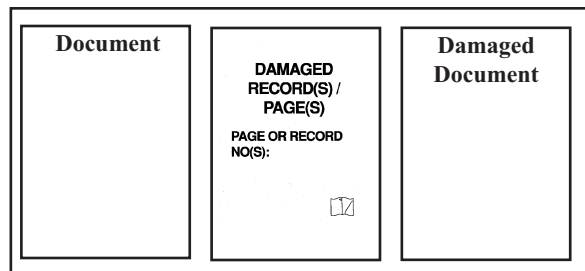 Document
DAMAGED
RECORD(S) /
PAGE(S)
PAGE OR RECORD
NO(S):
Damaged
Document